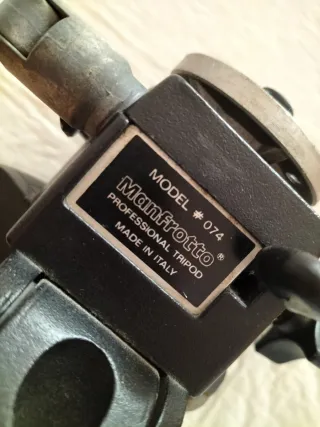 MODEL # 074
Manfrotto®
PROFESSIONAL TRIPOD
MADE IN ITALY